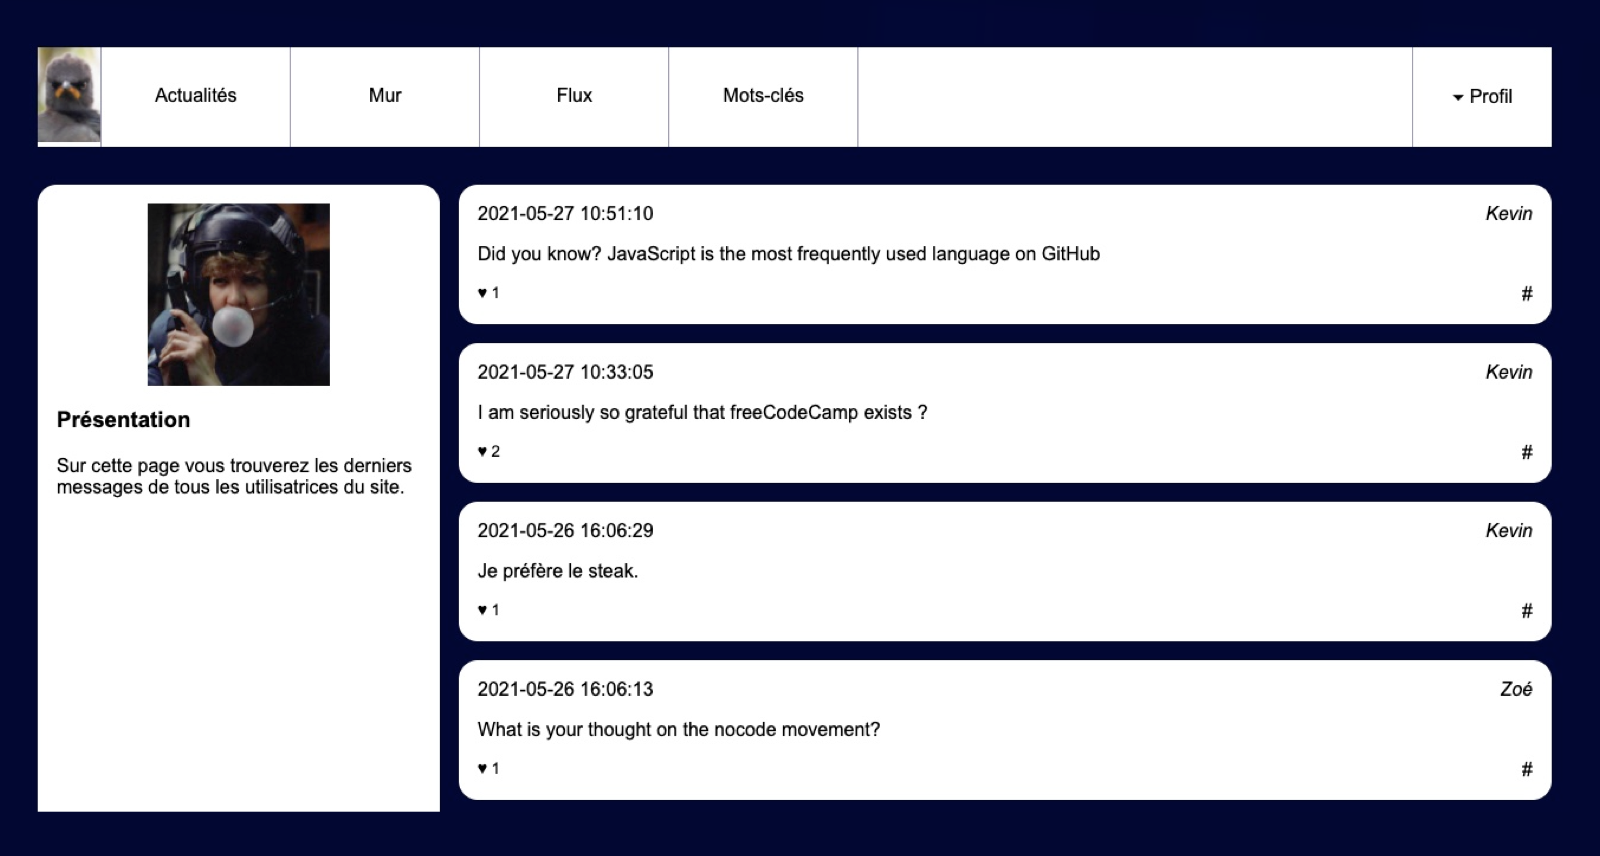 Actualités
Mur
Flux
Mots-clés
Profil
Présentation
Sur cette page vous trouverez les derniers
messages de tous les utilisatrices du site.
2021-05-27 10:51:10
Kevin
Did you know? JavaScript is the most frequently used language on GitHub
♥ 1
#
2021-05-27 10:33:05
Kevin
I am seriously so grateful that freeCodeCamp exists ?
♥ 2
#
2021-05-26 16:06:29
Kevin
Je préfère le steak.
♥ 1
#
2021-05-26 16:06:13
Zoé
What is your thought on the nocode movement?
♥ 1
#